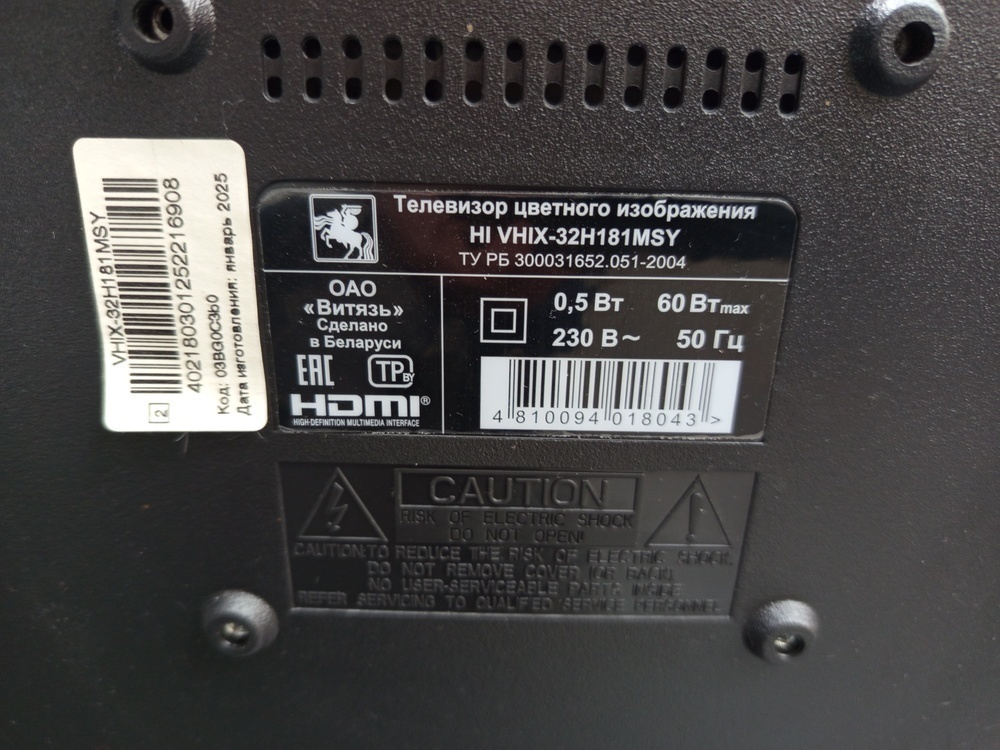 VHIX-32H181MSY
4021803012522216908
Код: 03BG0C3b0
Дата изготовления: январь 2025
2
Телевизор цветного изображения
HI VHIX-32H181MSY
ТУ РБ 300031652.051-2004
ОАО
«Витязь»
Сделано
в Беларуси
EAC
TP BY
HDMI®
HIGH-DEFINITION MULTIMEDIA INTERFACE
0,5 Вт 60 Вт max
230 В~ 50 Гц
4 810094 018043 >
CAUTION
RISK OF ELECTRIC SHOCK
DO NOT OPEN!
CAUTION:TO REDUCE THE RISK OF ELECTRIC SHOCK,
DO NOT REMOVE COVER (OR BACK)
NO USER-SERVICEABLE PARTS INSIDE
REFER SERVICING TO QUALIFIED SERVICE PERSONNEL